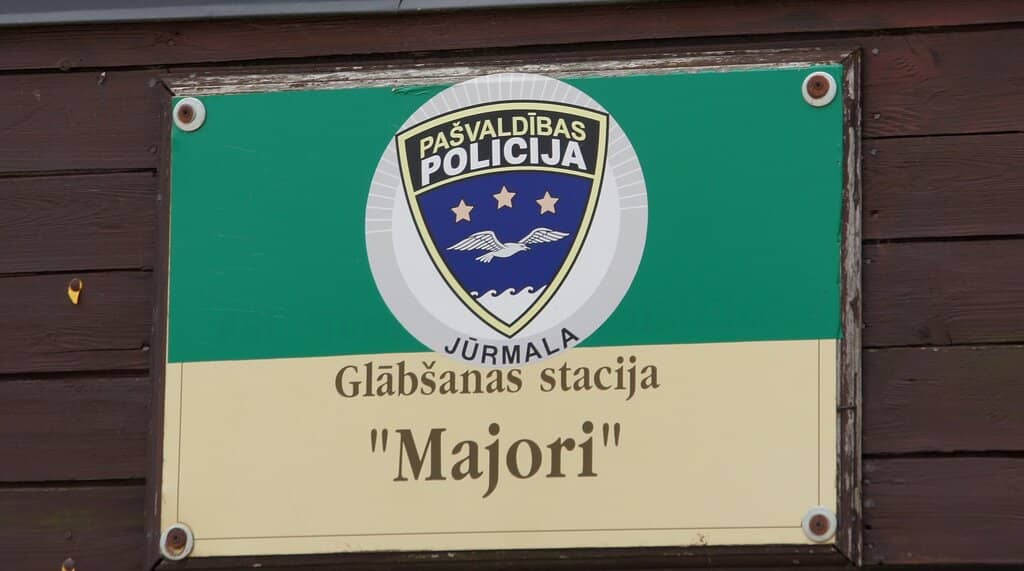 PAŠVALDĪBAS
POLICIJA
JŪRMALA
Glābšanas stacija
"Majori"